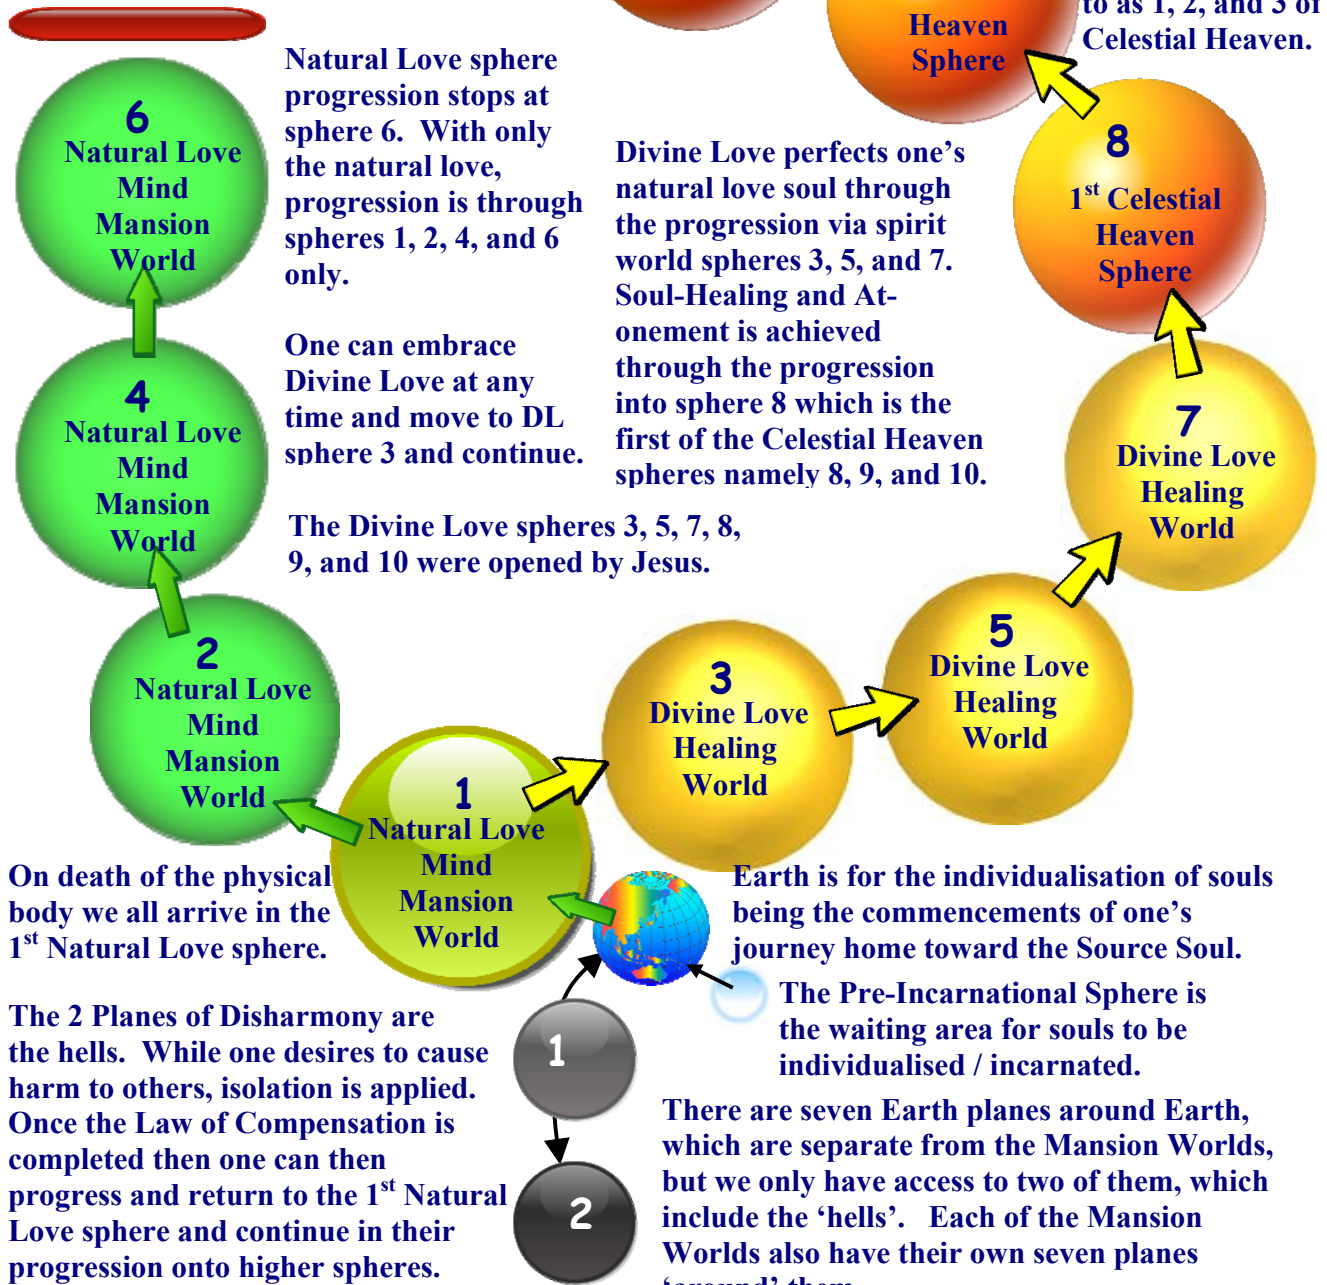 to as 1, 2, and 3 of
Celestial Heaven.
Heaven
Sphere
6
Natural Love
Mind
Mansion
World
Natural Love sphere
progression stops at
sphere 6.  With only
the natural love,
progression is through
spheres 1, 2, 4, and 6
only.
One can embrace
Divine Love at any
time and move to DL
sphere 3 and continue.
Divine Love perfects one’s
natural love soul through
the progression via spirit
world spheres 3, 5, and 7.
Soul-Healing and At-
onement is achieved
through the progression
into sphere 8 which is the
first of the Celestial Heaven
spheres namely 8, 9, and 10.
8
1st Celestial
Heaven
Sphere
4
Natural Love
Mind
Mansion
World
7
Divine Love
Healing
World
The Divine Love spheres 3, 5, 7, 8,
9, and 10 were opened by Jesus.
2
Natural Love
Mind
Mansion
World
5
Divine Love
Healing
World
3
Divine Love
Healing
World
1
Natural Love
Mind
Mansion
World
On death of the physical
body we all arrive in the
1st Natural Love sphere.
Earth is for the individualisation of souls
being the commencements of one’s
journey home toward the Source Soul.
The Pre-Incarnational Sphere is
the waiting area for souls to be
individualised / incarnated.
The 2 Planes of Disharmony are
the hells.  While one desires to cause
harm to others, isolation is applied.
Once the Law of Compensation is
completed then one can then
progress and return to the 1st Natural
Love sphere and continue in their
progression onto higher spheres.
1
2
There are seven Earth planes around Earth,
which are separate from the Mansion Worlds,
but we only have access to two of them, which
include the ‘hells’.   Each of the Mansion
Worlds also have their own seven planes
‘around’ them